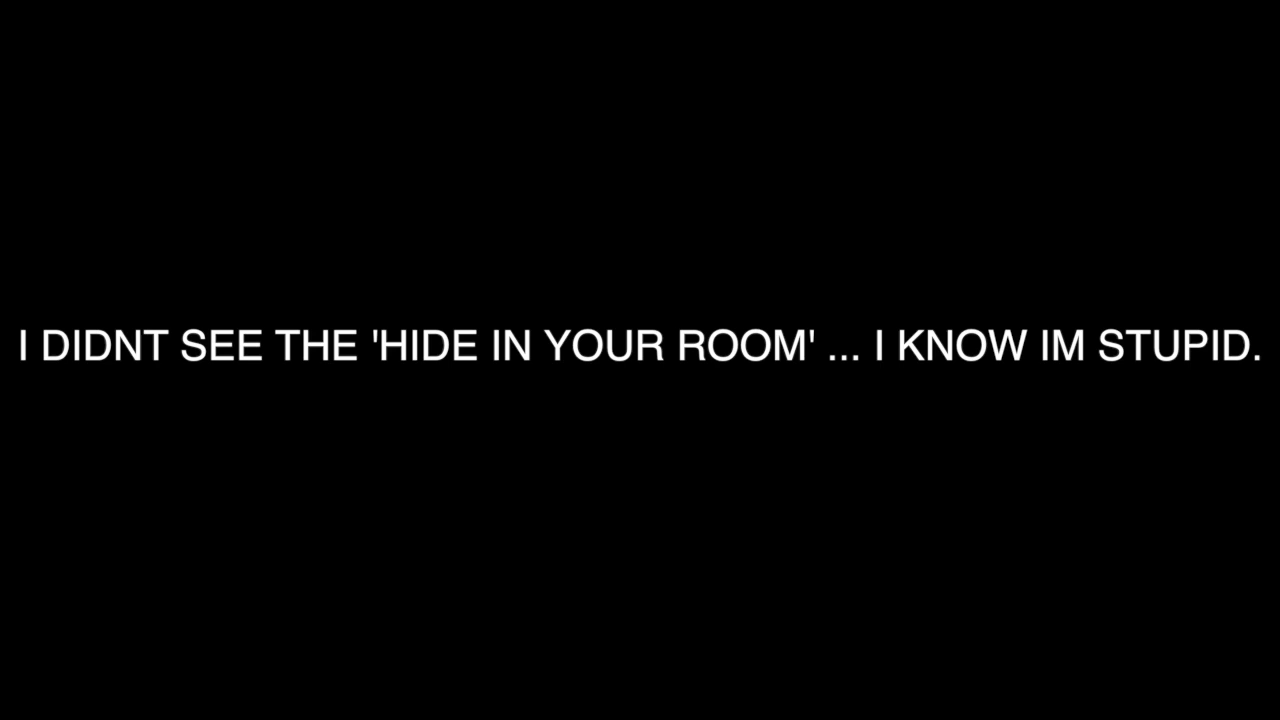 I DIDNT SEE THE 'HIDE IN YOUR ROOM' ... I KNOW IM STUPID.